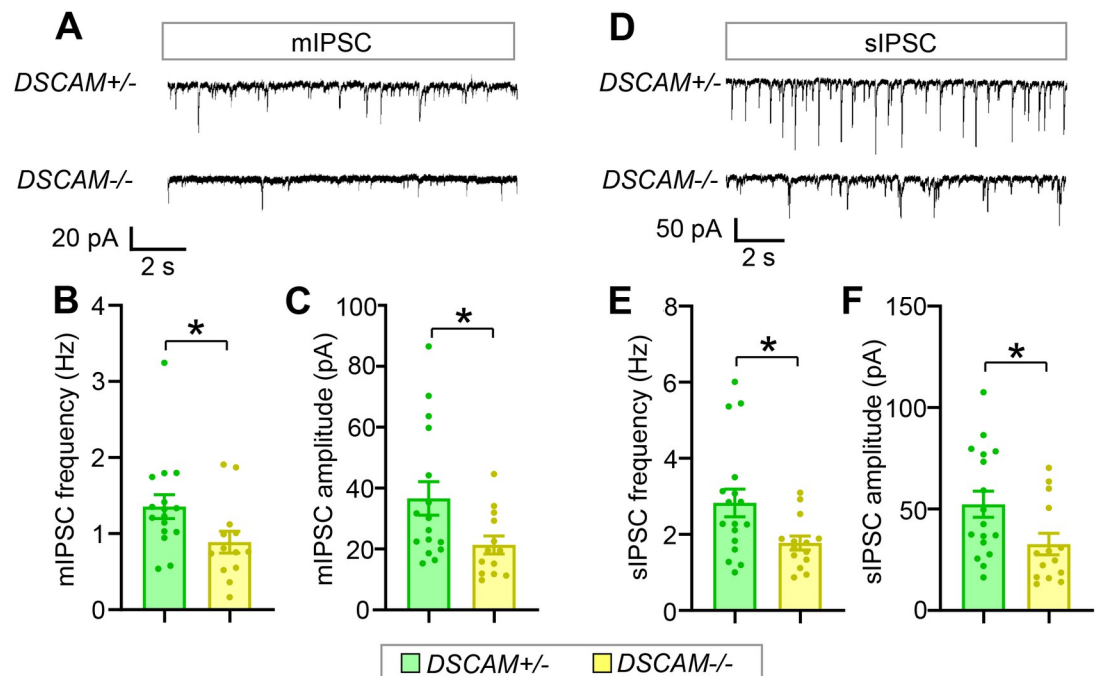 A
mIPSC
DSCAM+/-
DSCAM-/-
20 pA
2 s
D
sIPSC
DSCAM+/-
DSCAM-/-
50 pA
2 s
B
mIPSC frequency (Hz)
4
3
2
1
0
*
C
mIPSC amplitude (pA)
100
80
60
40
20
0
*
E
sIPSC frequency (Hz)
8
6
4
2
0
*
F
sIPSC amplitude (pA)
150
100
50
0
*
DSCAM+/- DSCAM-/-